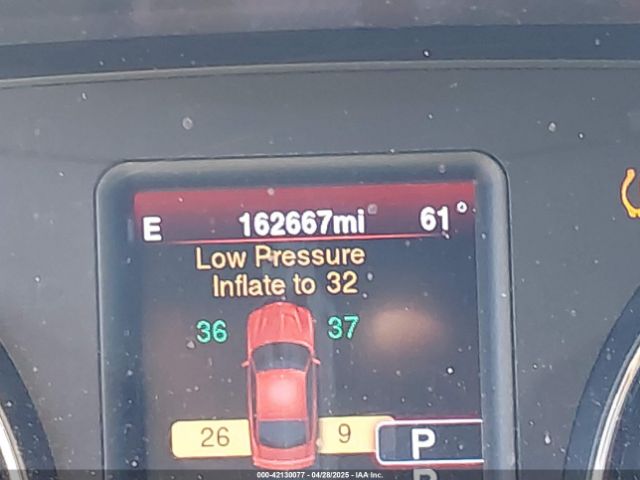 E 162667mi 61°
Low Pressure
Inflate to 32
36 37
26 9 P
000-42130077 - 04/28/2025 - IAA Inc.